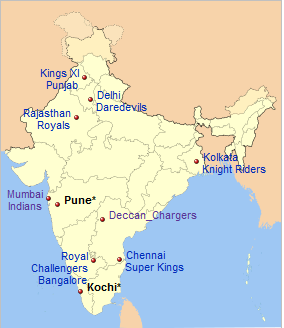 Kings XI
Punjab
Delhi
Daredevils
Rajasthan
Royals
Kolkata
Knight Riders
Mumbai
Indians
Pune*
Deccan_Chargers
Royal
Challengers
Bangalore
Chennai
Super Kings
Kochi*